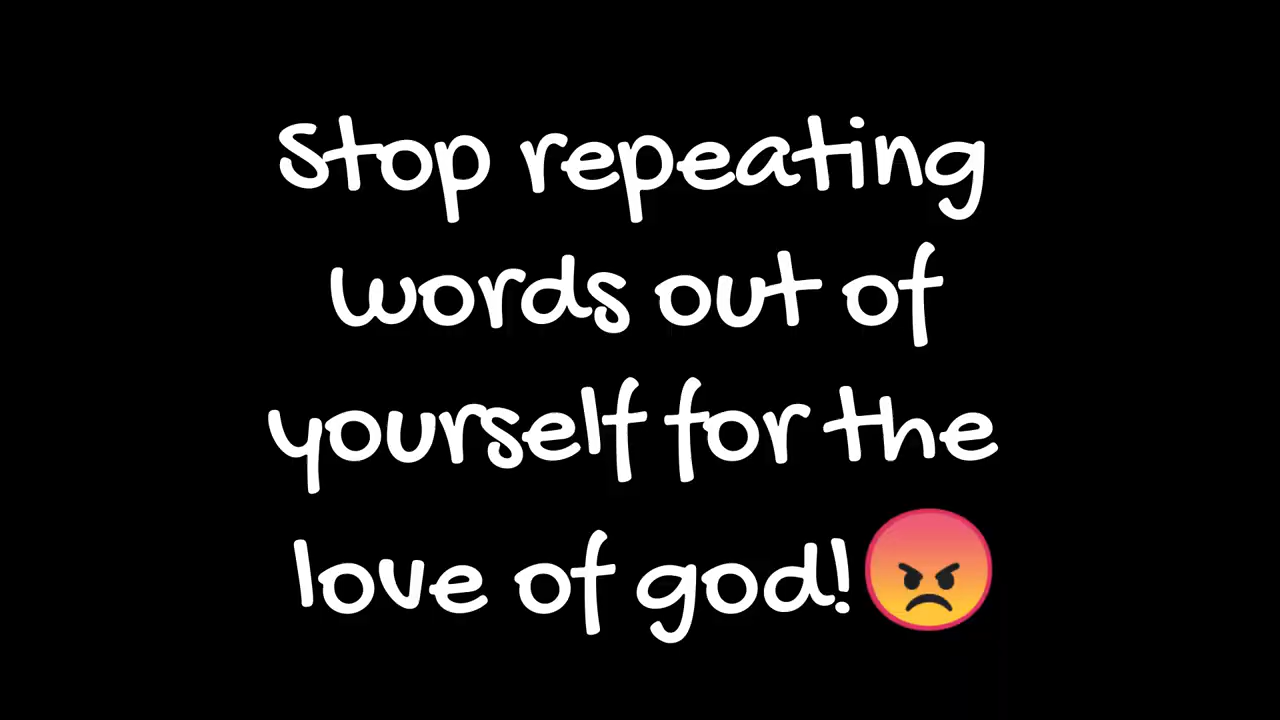 Stop repeating
words out of
yourself for the
love of god!😡